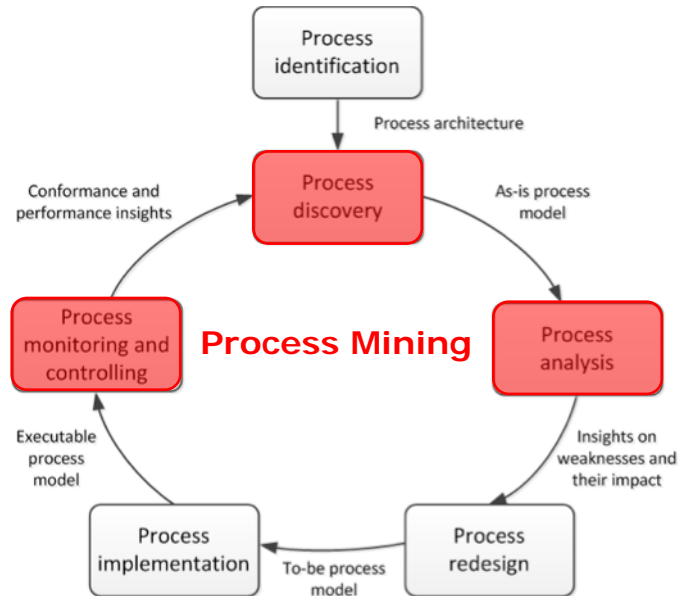 Process
identification
Process architecture
Process
discovery
As-is process
model
Process
analysis
Insights on
weaknesses and
their impact
Process
redesign
To-be process
model
Process
implementation
Executable
process
model
Process
monitoring and
controlling
Conformance and
performance insights
Process Mining